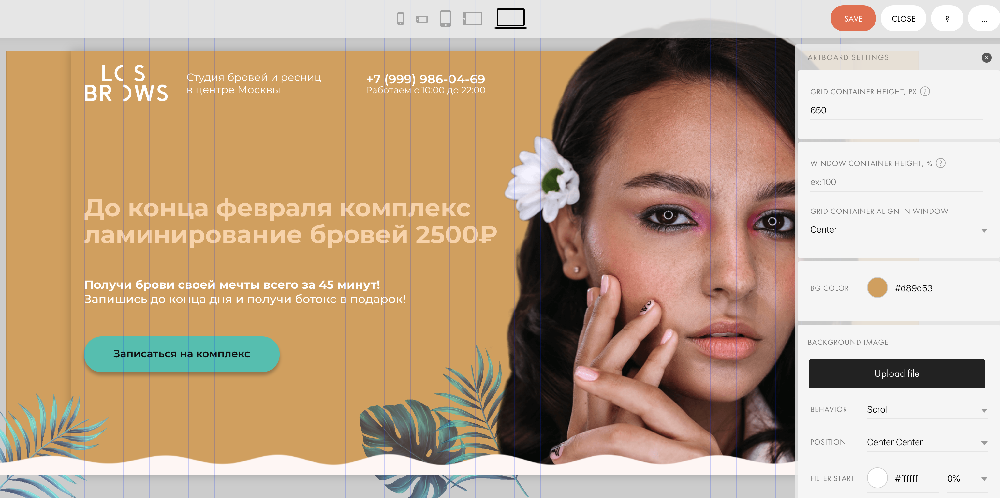 SAVE
CLOSE
?
...
LOS
BROWS
Студия бровей и ресниц
в центре Москвы
+7 (999) 986-04-69
Работаем с 10:00 до 22:00
До конца февраля комплекс
ламинирование бровей 2500₽
Получи брови своей мечты всего за 45 минут!
Запишись до конца дня и получи ботокс в подарок!
Записаться на комплекс
ARTBOARD SETTINGS
GRID CONTAINER HEIGHT, PX ?
650
WINDOW CONTAINER HEIGHT, % ?
ex:100
GRID CONTAINER ALIGN IN WINDOW
Center
BG COLOR #d89d53
BACKGROUND IMAGE
Upload file
BEHAVIOR Scroll
POSITION Center Center
FILTER START #ffffff 0%